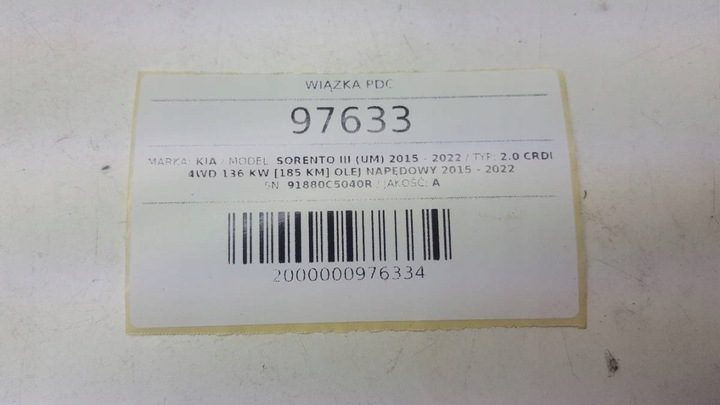 WIĄZKA PDC
97633
MARKA: KIA / MODEL: SORENTO III (UM) 2015 - 2022 / TYP: 2.0 CRDI
4WD 136 KW [185 KM] OLEJ NAPĘDOWY 2015 - 2022
SN: 91880C5040R / JAKOŚĆ: A
2000000976334